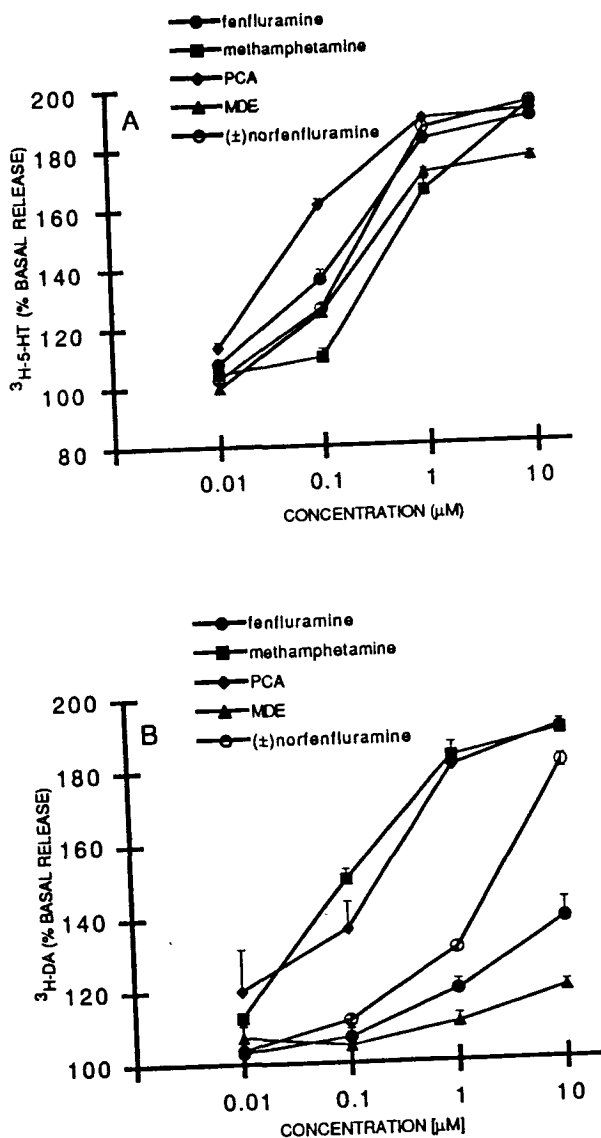 fenfluramine
methamphetamine
PCA
MDE
(±)norfenfluramine
A
200
180
160
140
120
100
80
³H-5-HT (% BASAL RELEASE)
0.01 0.1 1 10
CONCENTRATION (µM)
fenfluramine
methamphetamine
PCA
MDE
(±)norfenfluramine
B
200
180
160
140
120
100
³H-DA (% BASAL RELEASE)
0.01 0.1 1 10
CONCENTRATION [µM]